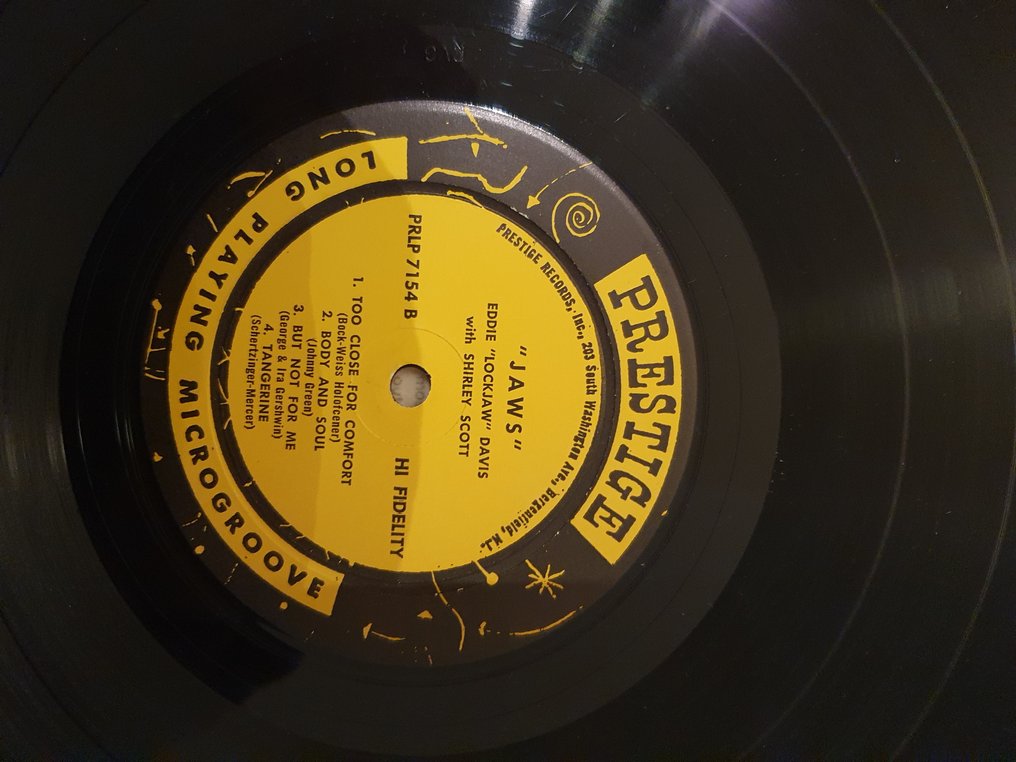 PRESTIGE
PRESTIGE RECORDS, Inc., 203 South Washington Ave., Bergenfield, N.J.
"JAWS"
EDDIE "LOCKJAW" DAVIS
with SHIRLEY SCOTT
PRLP 7154 B
HI FIDELITY
1. TOO CLOSE FOR COMFORT
(Bock-Weiss Holofcener)
2. BODY AND SOUL
(Johnny Green)
3. BUT NOT FOR ME
(George & Ira Gershwin)
4. TANGERINE
(Schertzinger-Mercer)
LONG PLAYING MICROGROOVE
RVG